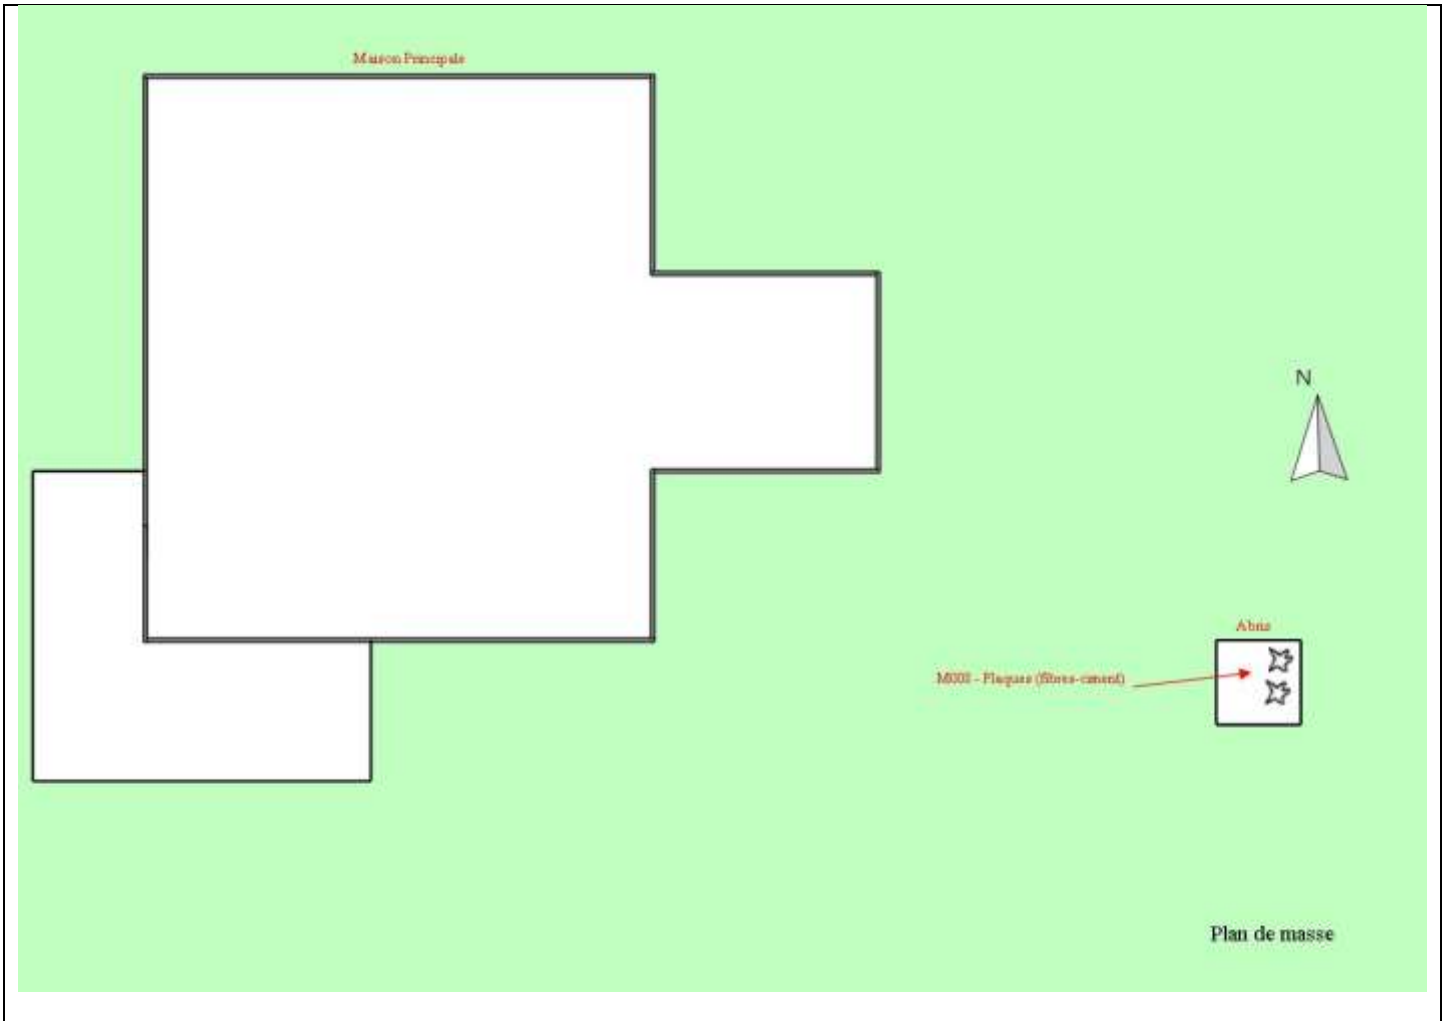 Maison Principale
N
Abris
M000 - Plaques (fibres-ciment)
Plan de masse